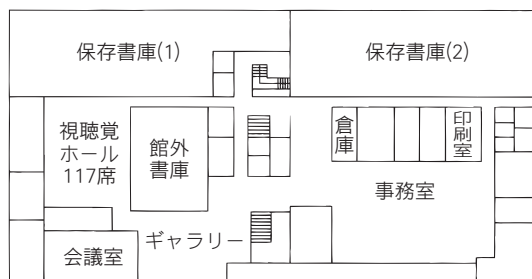 保存書庫(1)
保存書庫(2)
視聴覚
ホール
117席
館外
書庫
倉庫
印刷室
事務室
ギャラリー
会議室